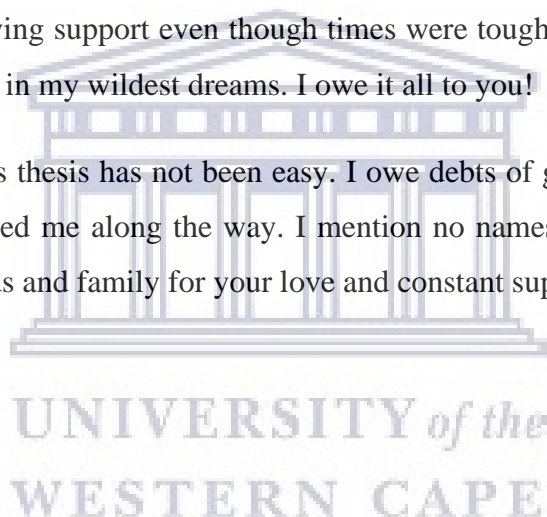 ving support even though times were tough
in my wildest dreams. I owe it all to you!
s thesis has not been easy. I owe debts of g
ed me along the way. I mention no names
s and family for your love and constant sup
UNIVERSITY of the
WESTERN CAPE